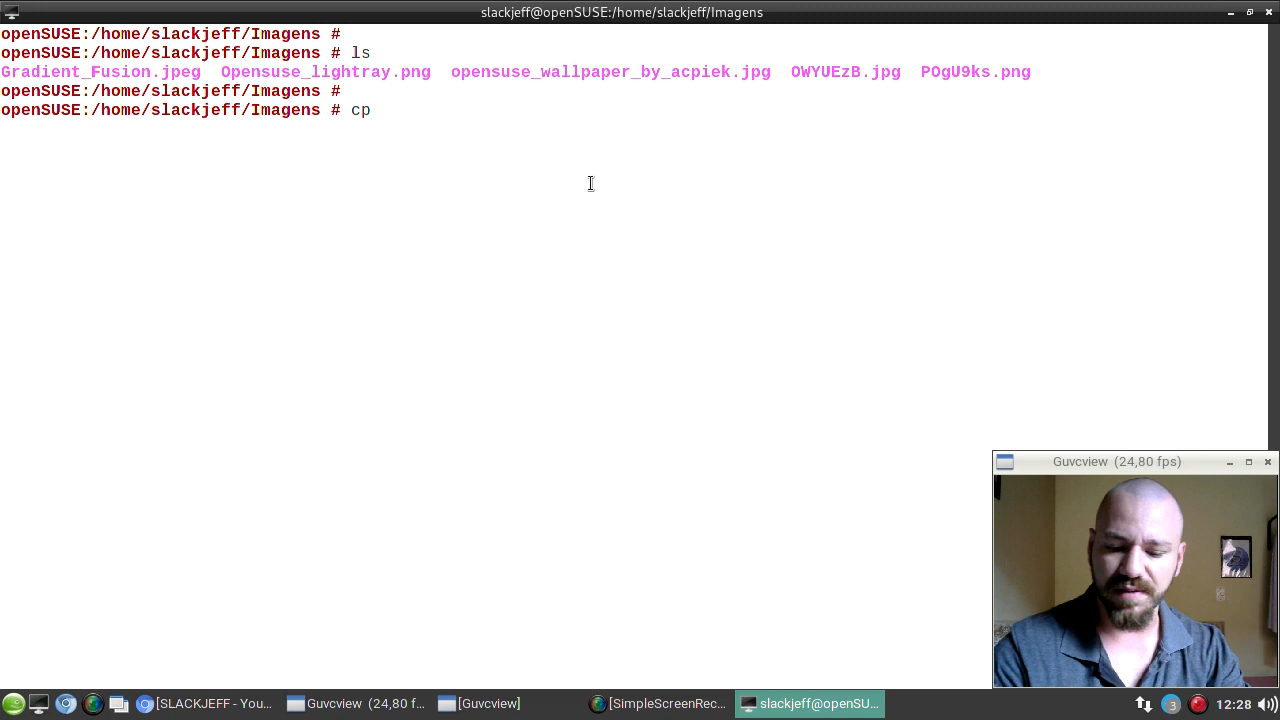 slackjeff@openSUSE:/home/slackjeff/Imagens
openSUSE:/home/slackjeff/Imagens #
openSUSE:/home/slackjeff/Imagens # ls
Gradient_Fusion.jpeg  Opensuse_lightray.png  opensuse_wallpaper_by_acpiek.jpg  OWYUEzB.jpg  POgU9ks.png
openSUSE:/home/slackjeff/Imagens #
openSUSE:/home/slackjeff/Imagens # cp
Guvcview (24,80 fps)
[SLACKJEFF - You... Guvcview (24,80 f... [Guvcview] [SimpleScreenRec... slackjeff@openSU... 3 12:28